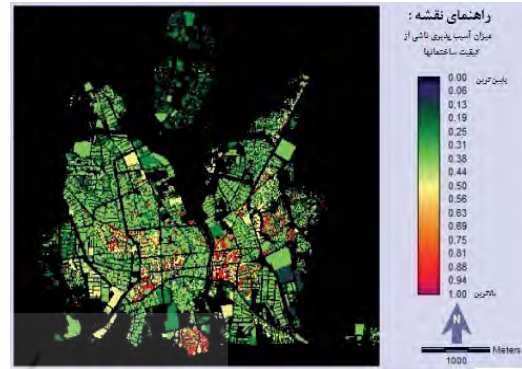 راهنمای نقشه :
میزان آسیب پذیری ناشی از
کیفیت ساختمانها
0.00 پایین ترین
0.06
0.13
0.19
0.25
0.31
0.38
0.44
0.50
0.56
0.63
0.69
0.75
0.81
0.88
0.94
1.00 بالاترین
N
Meters
1000